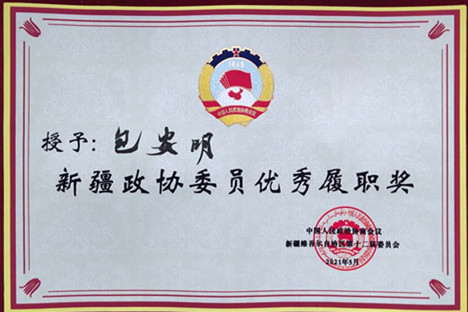 授予:包安明
新疆政协委员优秀履职奖
中国人民政治协商会议
新疆维吾尔自治区第十二届委员会
2021年5月